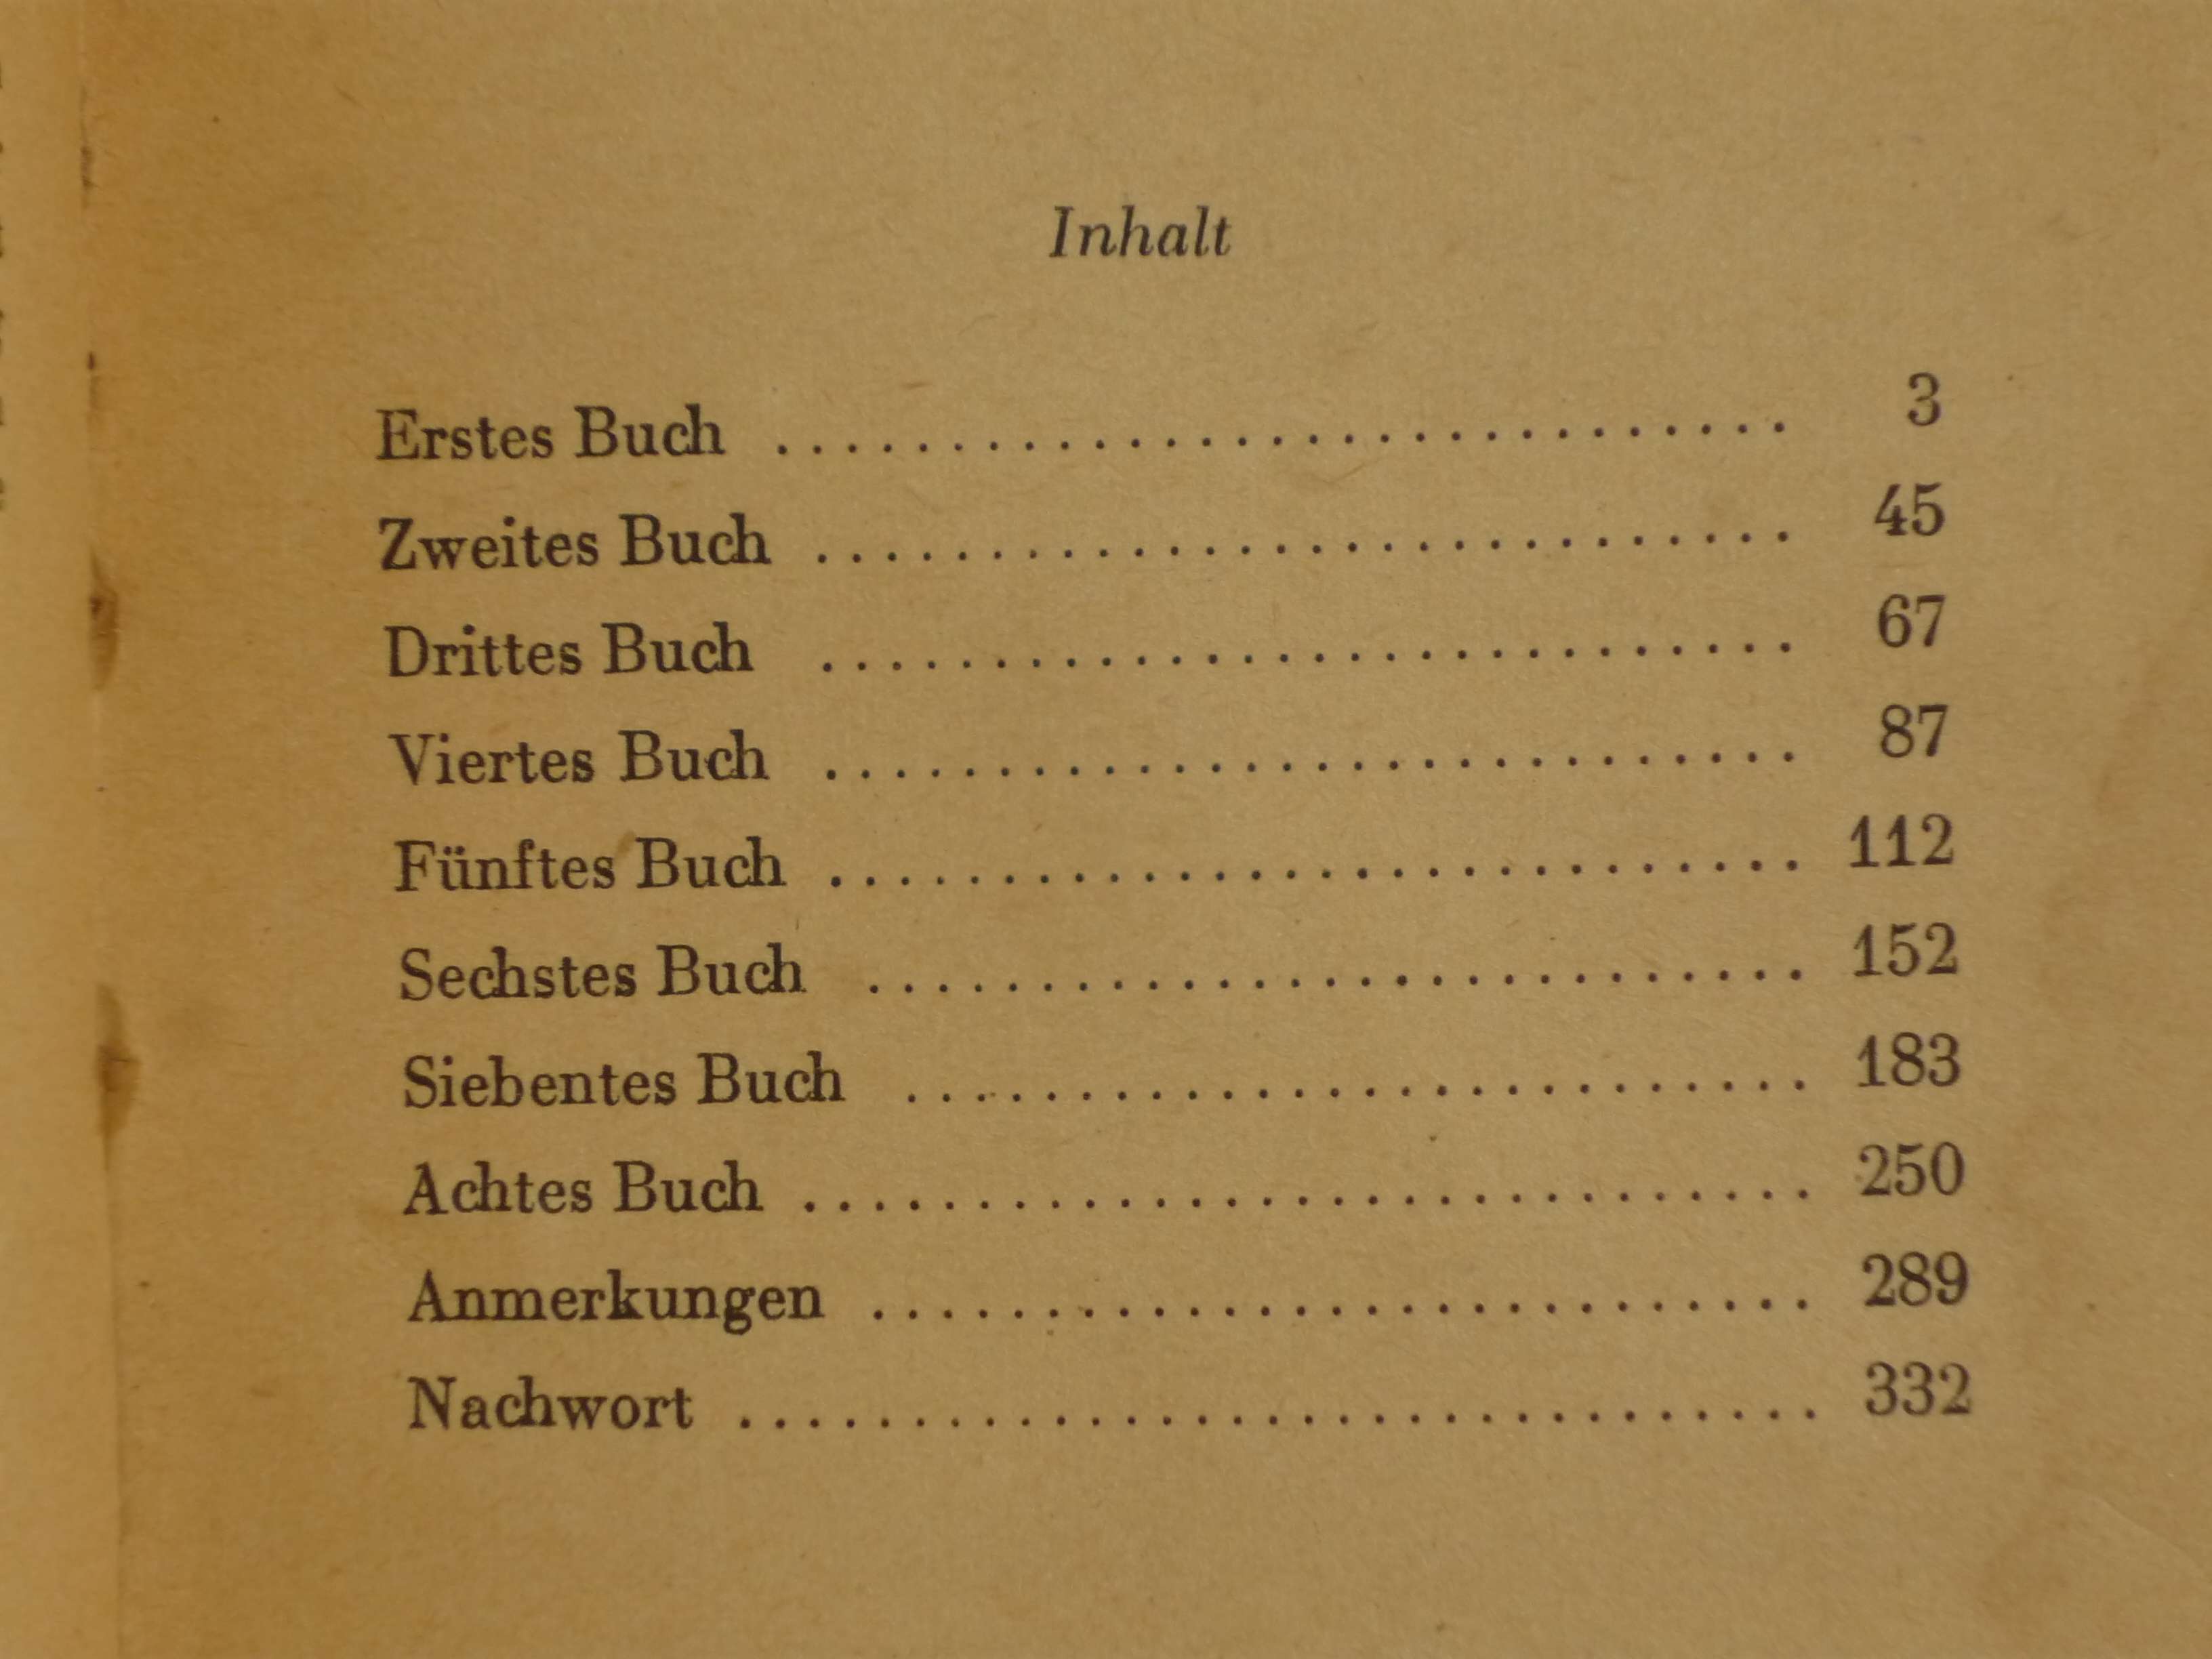 Inhalt
Erstes Buch ............................. 3
Zweites Buch ............................ 45
Drittes Buch ............................ 67
Viertes Buch ............................ 87
Fünftes Buch ............................ 112
Sechstes Buch ........................... 152
Siebentes Buch .......................... 183
Achtes Buch ............................. 250
Anmerkungen ........................... 289
Nachwort ............................... 332